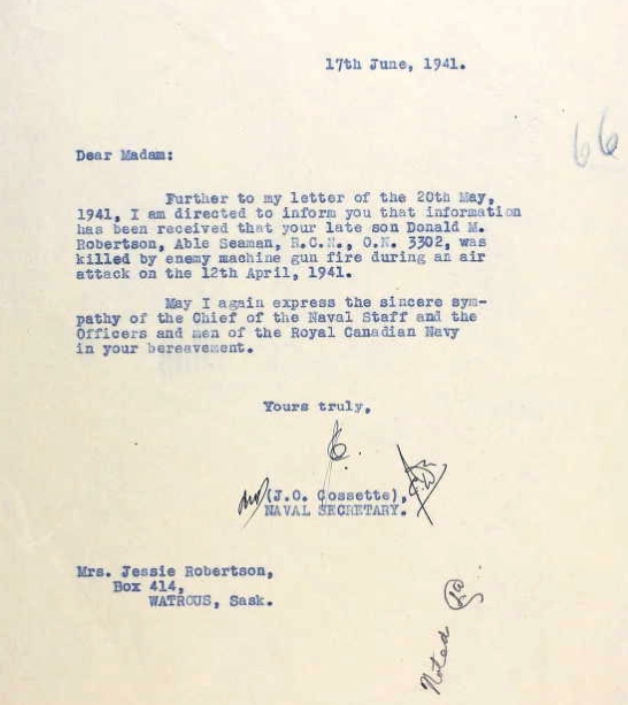 17th June, 1941.
66
Dear Madam:
Further to my letter of the 20th May,
1941, I am directed to inform you that information
has been received that your late son Donald M.
Robertson, Able Seaman, R.C.N., O.N. 3302, was
killed by enemy machine gun fire during an air
attack on the 12th April, 1941.
May I again express the sincere sym-
pathy of the Chief of the Naval Staff and the
Officers and men of the Royal Canadian Navy
in your bereavement.
Yours truly,
(J.O. Cossette),
NAVAL SECRETARY.
Mrs. Jessie Robertson,
Box 414,
WATROUS, Sask.
Noted